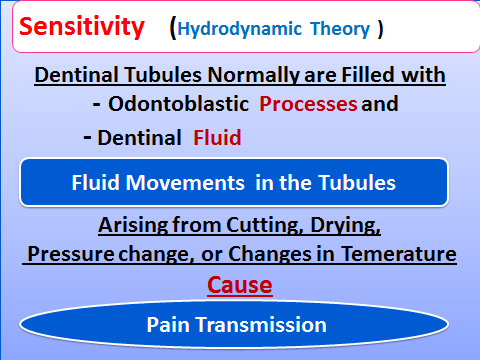 Sensitivity (Hydrodynamic Theory )
Dentinal Tubules Normally are Filled with
- Odontoblastic Processes and
- Dentinal Fluid
Fluid Movements in the Tubules
Arising from Cutting, Drying,
Pressure change, or Changes in Temerature
Cause
Pain Transmission